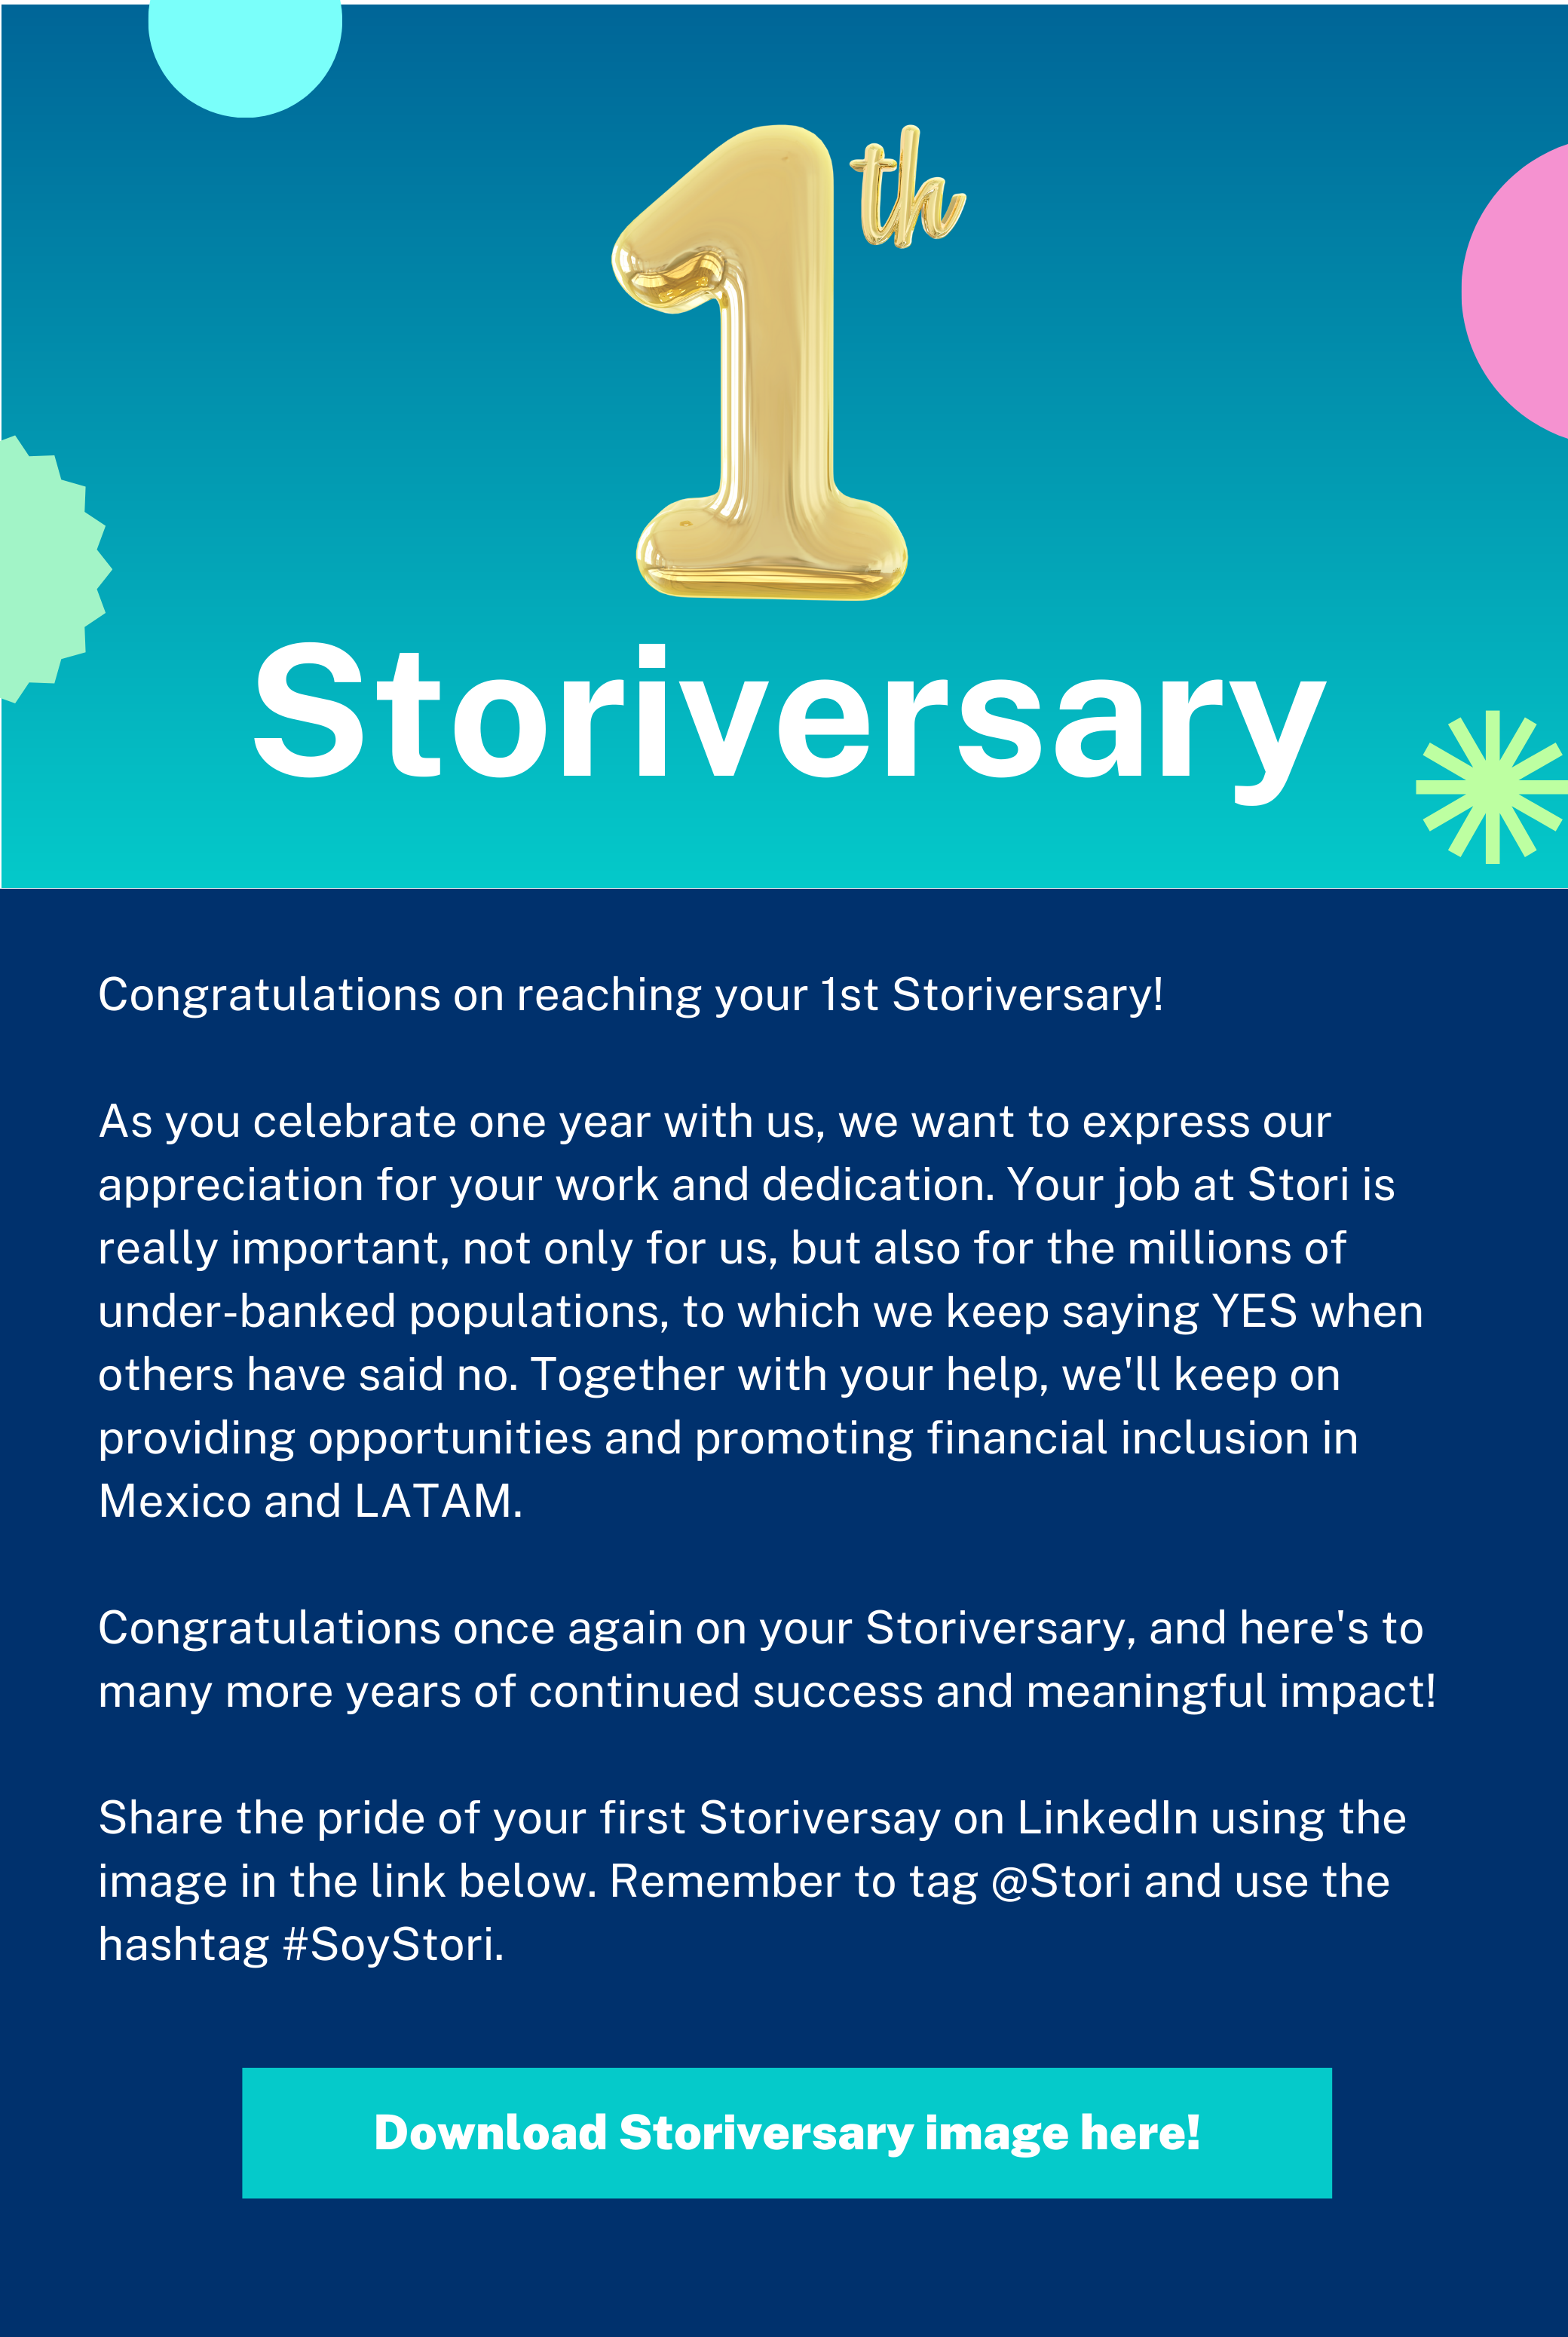 1th
Storiversary
Congratulations on reaching your 1st Storiversary!
As you celebrate one year with us, we want to express our
appreciation for your work and dedication. Your job at Stori is
really important, not only for us, but also for the millions of
under-banked populations, to which we keep saying YES when
others have said no. Together with your help, we'll keep on
providing opportunities and promoting financial inclusion in
Mexico and LATAM.
Congratulations once again on your Storiversary, and here's to
many more years of continued success and meaningful impact!
Share the pride of your first Storiversay on LinkedIn using the
image in the link below. Remember to tag @Stori and use the
hashtag #SoyStori.
Download Storiversary image here!